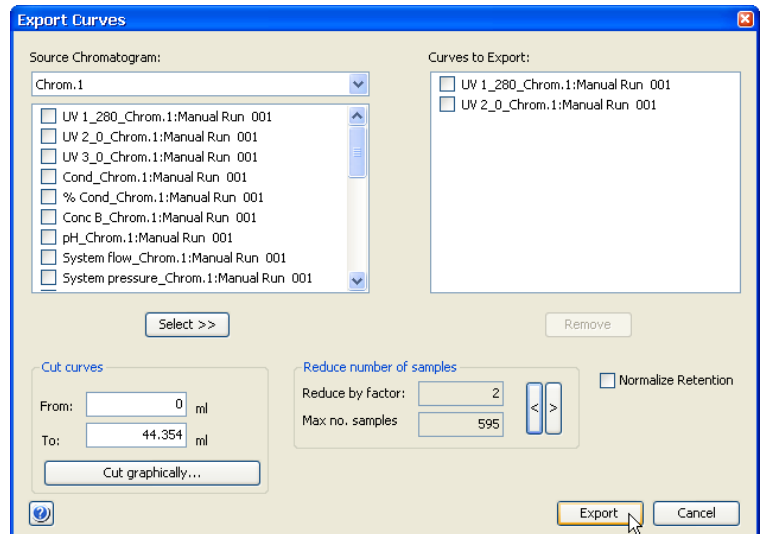 Export Curves
Source Chromatogram:
Chrom.1
UV 1_280_Chrom.1:Manual Run 001
UV 2_0_Chrom.1:Manual Run 001
UV 3_0_Chrom.1:Manual Run 001
Cond_Chrom.1:Manual Run 001
% Cond_Chrom.1:Manual Run 001
Conc B_Chrom.1:Manual Run 001
pH_Chrom.1:Manual Run 001
System flow_Chrom.1:Manual Run 001
System pressure_Chrom.1:Manual Run 001
Select >>
Curves to Export:
UV 1_280_Chrom.1:Manual Run 001
UV 2_0_Chrom.1:Manual Run 001
Remove
Cut curves
From: 0 ml
To: 44.354 ml
Cut graphically...
Reduce number of samples
Reduce by factor: 2
Max no. samples 595
< >
Normalize Retention
?
Export
Cancel